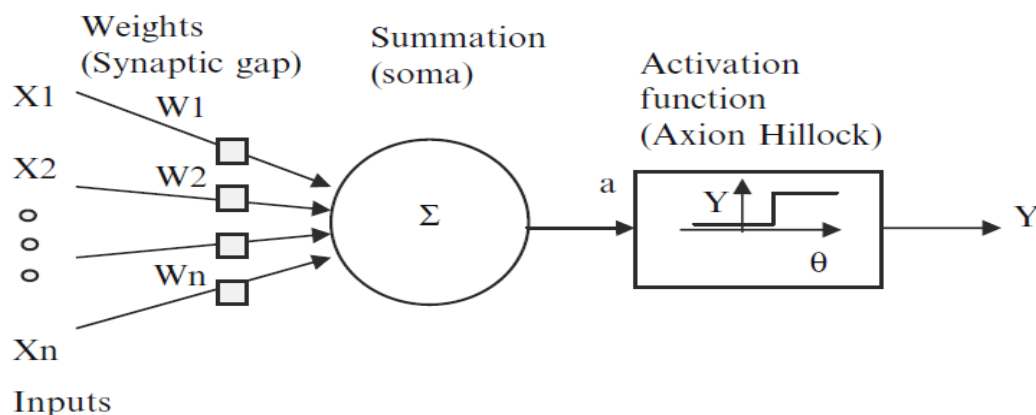 Weights
(Synaptic gap)
Summation
(soma)
Activation
function
(Axion Hillock)
X1
W1
X2
W2
Wn
Xn
Inputs
Σ
a
Y
θ
Y